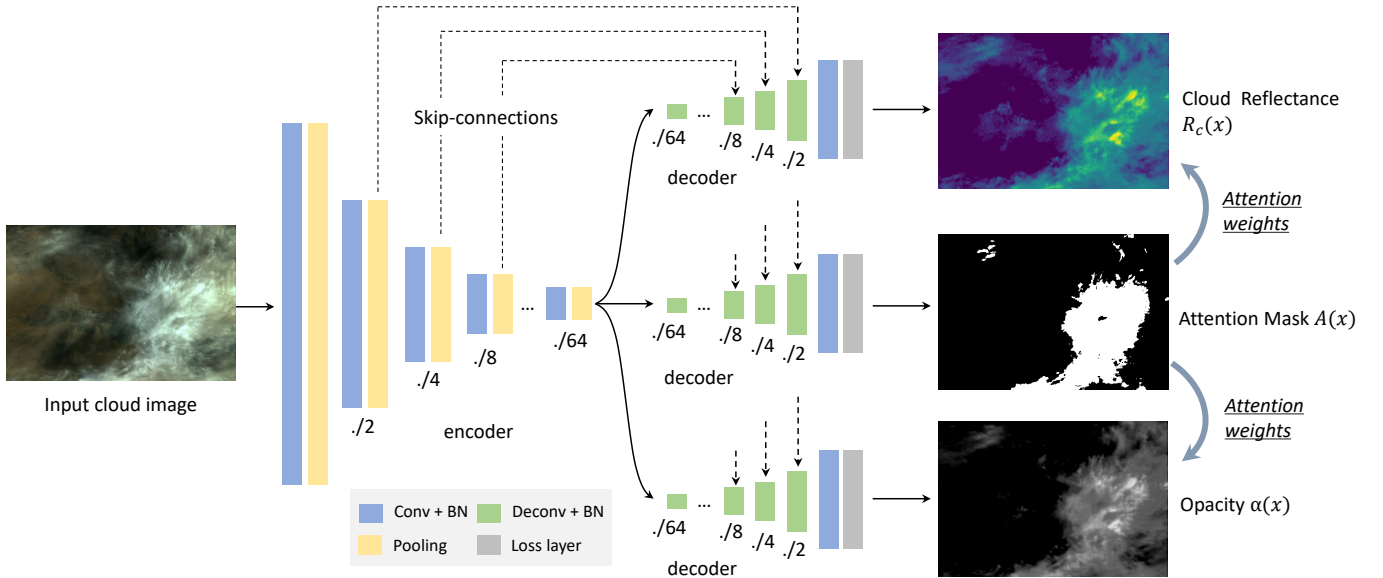 Skip-connections
Input cloud image
./2
./4
./8
...
./64
encoder
./64
...
./8
./4
./2
decoder
Cloud Reflectance
R_c(x)
Attention
weights
./64
...
./8
./4
./2
decoder
Attention Mask A(x)
Attention
weights
./64
...
./8
./4
./2
decoder
Opacity α(x)
Conv + BN
Deconv + BN
Pooling
Loss layer